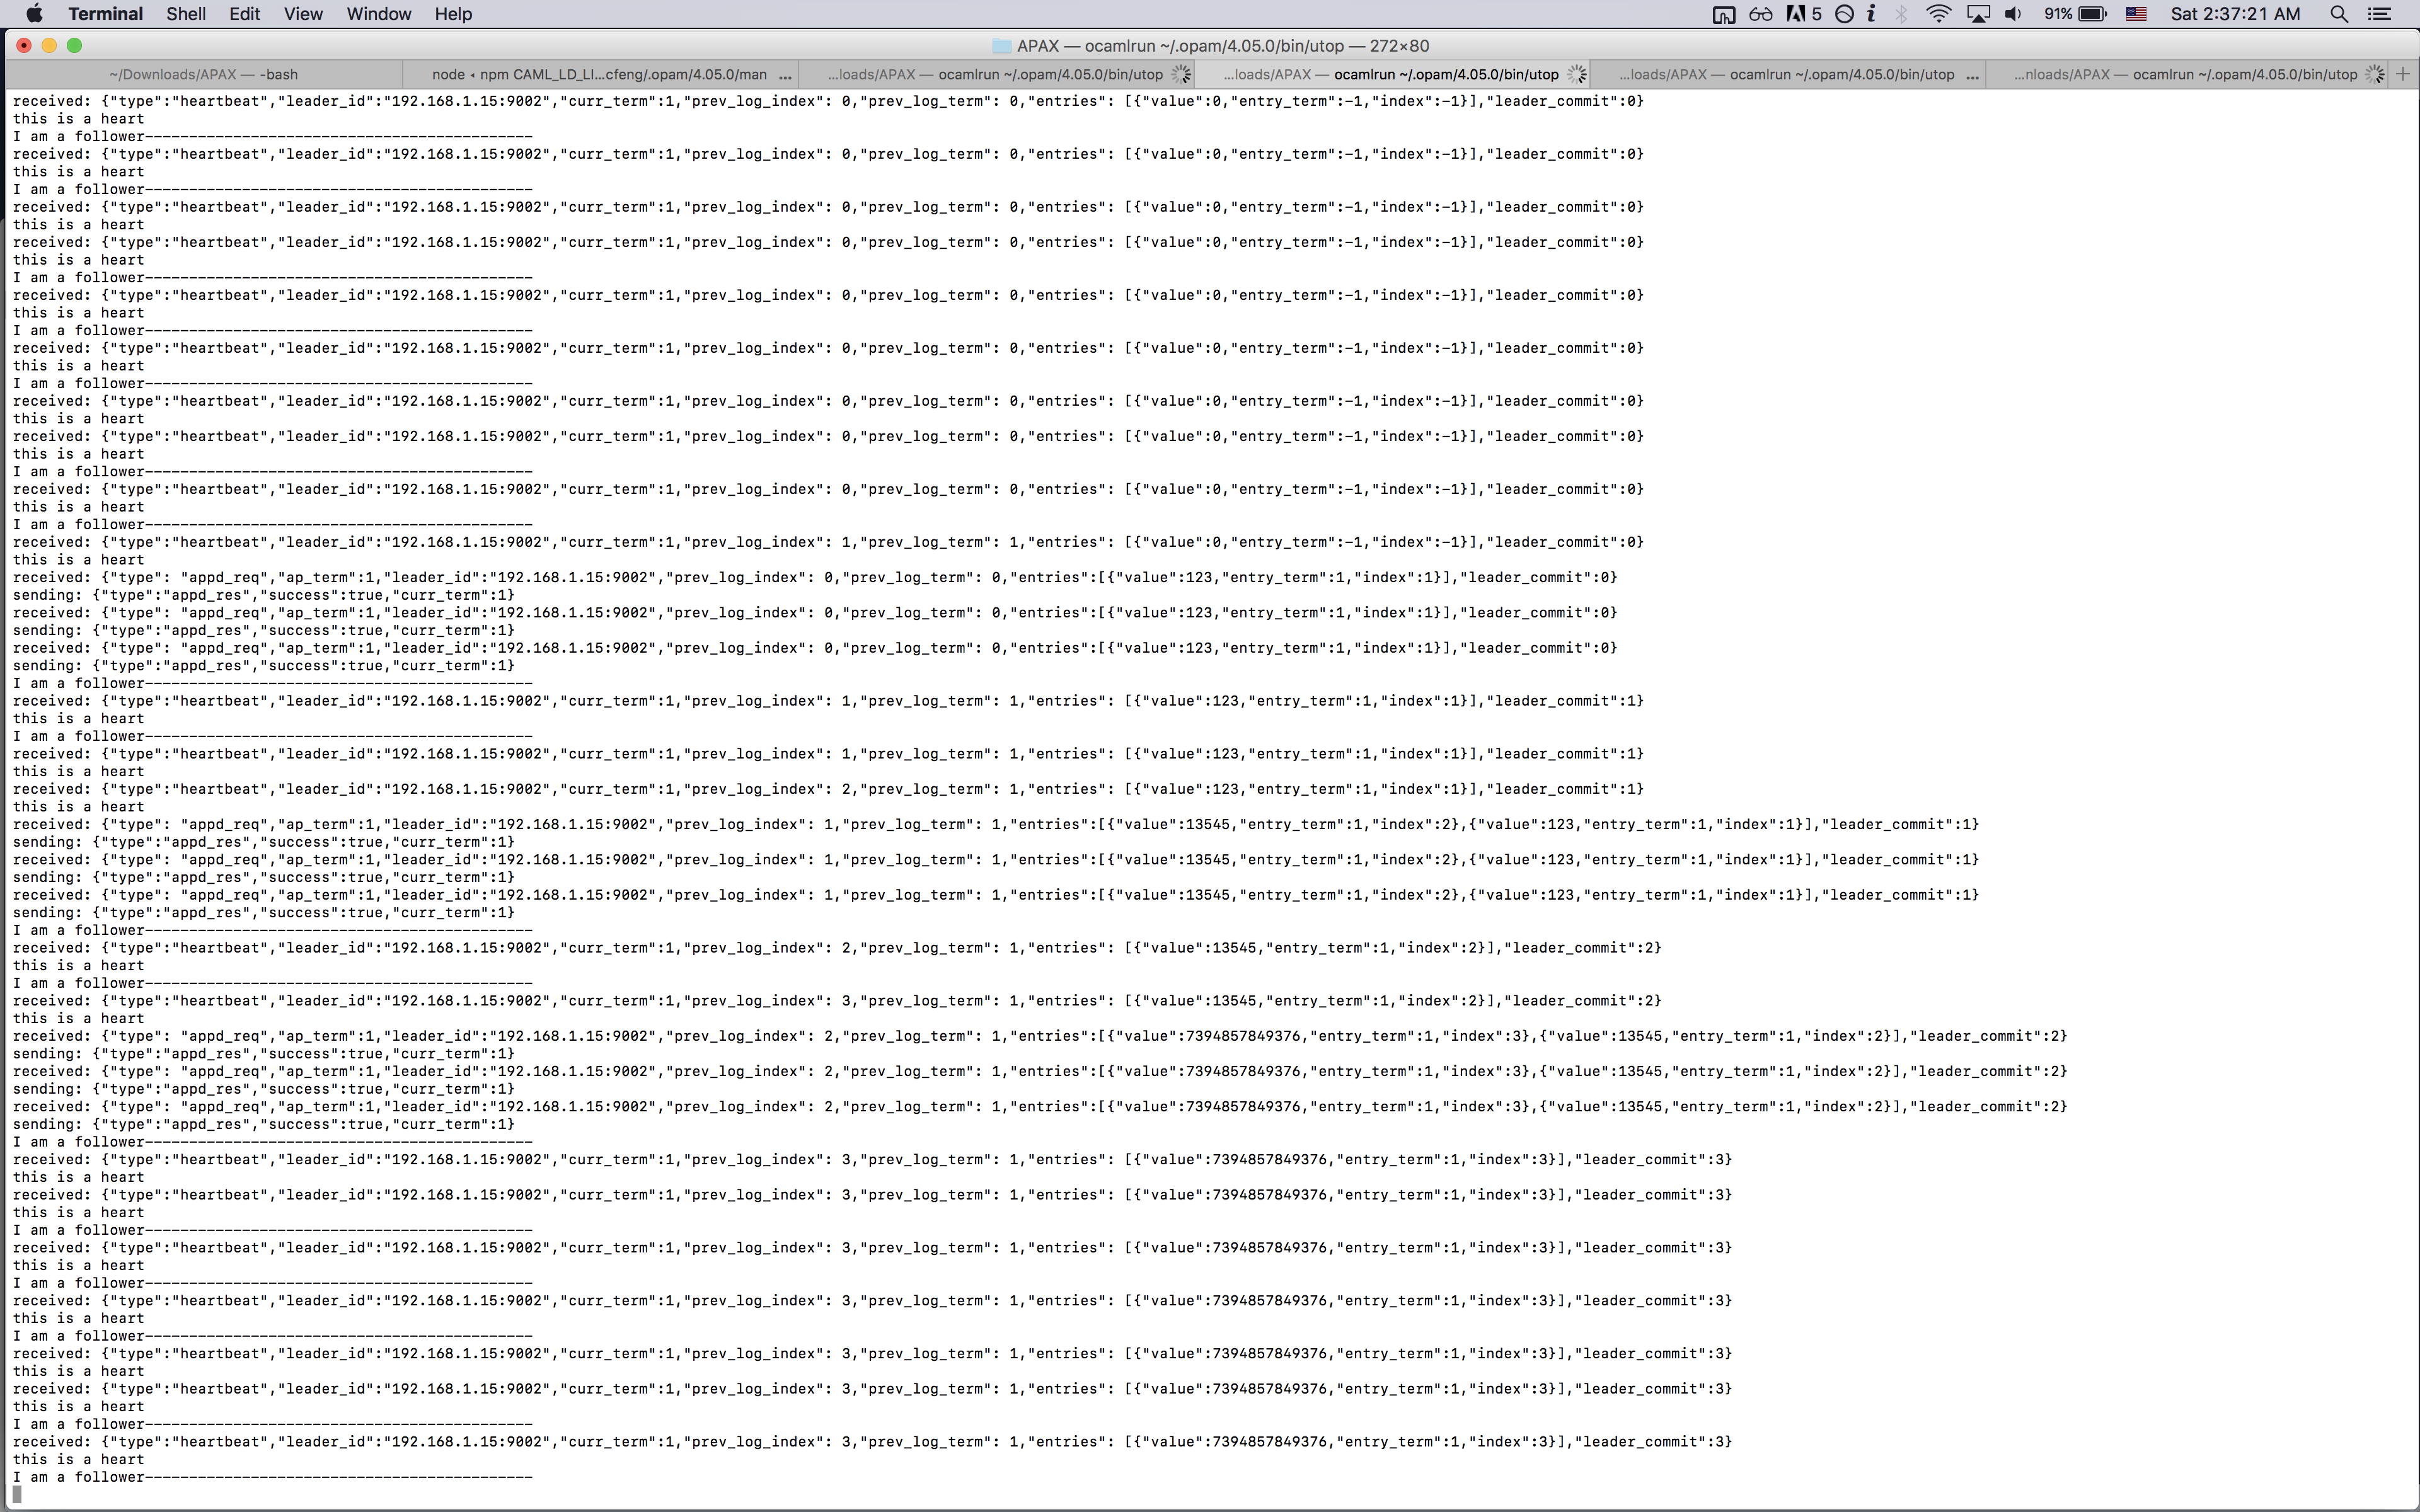 Terminal Shell Edit View Window Help 5 91% Sat 2:37:21 AM
APAX — ocamlrun ~/.opam/4.05.0/bin/utop — 272×80
~/Downloads/APAX — -bash node ◂ npm CAML_LD_LI...cfeng/.opam/4.05.0/man ... ...loads/APAX — ocamlrun ~/.opam/4.05.0/bin/utop ...loads/APAX — ocamlrun ~/.opam/4.05.0/bin/utop ...loads/APAX — ocamlrun ~/.opam/4.05.0/bin/utop ... ...nloads/APAX — ocamlrun ~/.opam/4.05.0/bin/utop +
received: {"type":"heartbeat","leader_id":"192.168.1.15:9002","curr_term":1,"prev_log_index": 0,"prev_log_term": 0,"entries": [{"value":0,"entry_term":-1,"index":-1}],"leader_commit":0}
this is a heart
I am a follower--------------------------------------------
received: {"type":"heartbeat","leader_id":"192.168.1.15:9002","curr_term":1,"prev_log_index": 0,"prev_log_term": 0,"entries": [{"value":0,"entry_term":-1,"index":-1}],"leader_commit":0}
this is a heart
I am a follower--------------------------------------------
received: {"type":"heartbeat","leader_id":"192.168.1.15:9002","curr_term":1,"prev_log_index": 0,"prev_log_term": 0,"entries": [{"value":0,"entry_term":-1,"index":-1}],"leader_commit":0}
this is a heart
received: {"type":"heartbeat","leader_id":"192.168.1.15:9002","curr_term":1,"prev_log_index": 0,"prev_log_term": 0,"entries": [{"value":0,"entry_term":-1,"index":-1}],"leader_commit":0}
this is a heart
I am a follower--------------------------------------------
received: {"type":"heartbeat","leader_id":"192.168.1.15:9002","curr_term":1,"prev_log_index": 0,"prev_log_term": 0,"entries": [{"value":0,"entry_term":-1,"index":-1}],"leader_commit":0}
this is a heart
I am a follower--------------------------------------------
received: {"type":"heartbeat","leader_id":"192.168.1.15:9002","curr_term":1,"prev_log_index": 0,"prev_log_term": 0,"entries": [{"value":0,"entry_term":-1,"index":-1}],"leader_commit":0}
this is a heart
I am a follower--------------------------------------------
received: {"type":"heartbeat","leader_id":"192.168.1.15:9002","curr_term":1,"prev_log_index": 0,"prev_log_term": 0,"entries": [{"value":0,"entry_term":-1,"index":-1}],"leader_commit":0}
this is a heart
received: {"type":"heartbeat","leader_id":"192.168.1.15:9002","curr_term":1,"prev_log_index": 0,"prev_log_term": 0,"entries": [{"value":0,"entry_term":-1,"index":-1}],"leader_commit":0}
this is a heart
I am a follower--------------------------------------------
received: {"type":"heartbeat","leader_id":"192.168.1.15:9002","curr_term":1,"prev_log_index": 0,"prev_log_term": 0,"entries": [{"value":0,"entry_term":-1,"index":-1}],"leader_commit":0}
this is a heart
I am a follower--------------------------------------------
received: {"type":"heartbeat","leader_id":"192.168.1.15:9002","curr_term":1,"prev_log_index": 1,"prev_log_term": 1,"entries": [{"value":0,"entry_term":-1,"index":-1}],"leader_commit":0}
this is a heart
received: {"type": "appd_req","ap_term":1,"leader_id":"192.168.1.15:9002","prev_log_index": 0,"prev_log_term": 0,"entries":[{"value":123,"entry_term":1,"index":1}],"leader_commit":0}
sending: {"type":"appd_res","success":true,"curr_term":1}
received: {"type": "appd_req","ap_term":1,"leader_id":"192.168.1.15:9002","prev_log_index": 0,"prev_log_term": 0,"entries":[{"value":123,"entry_term":1,"index":1}],"leader_commit":0}
sending: {"type":"appd_res","success":true,"curr_term":1}
received: {"type": "appd_req","ap_term":1,"leader_id":"192.168.1.15:9002","prev_log_index": 0,"prev_log_term": 0,"entries":[{"value":123,"entry_term":1,"index":1}],"leader_commit":0}
sending: {"type":"appd_res","success":true,"curr_term":1}
I am a follower--------------------------------------------
received: {"type":"heartbeat","leader_id":"192.168.1.15:9002","curr_term":1,"prev_log_index": 1,"prev_log_term": 1,"entries": [{"value":123,"entry_term":1,"index":1}],"leader_commit":1}
this is a heart
I am a follower--------------------------------------------
received: {"type":"heartbeat","leader_id":"192.168.1.15:9002","curr_term":1,"prev_log_index": 1,"prev_log_term": 1,"entries": [{"value":123,"entry_term":1,"index":1}],"leader_commit":1}
this is a heart
received: {"type":"heartbeat","leader_id":"192.168.1.15:9002","curr_term":1,"prev_log_index": 2,"prev_log_term": 1,"entries": [{"value":123,"entry_term":1,"index":1}],"leader_commit":1}
this is a heart
received: {"type": "appd_req","ap_term":1,"leader_id":"192.168.1.15:9002","prev_log_index": 1,"prev_log_term": 1,"entries":[{"value":13545,"entry_term":1,"index":2},{"value":123,"entry_term":1,"index":1}],"leader_commit":1}
sending: {"type":"appd_res","success":true,"curr_term":1}
received: {"type": "appd_req","ap_term":1,"leader_id":"192.168.1.15:9002","prev_log_index": 1,"prev_log_term": 1,"entries":[{"value":13545,"entry_term":1,"index":2},{"value":123,"entry_term":1,"index":1}],"leader_commit":1}
sending: {"type":"appd_res","success":true,"curr_term":1}
received: {"type": "appd_req","ap_term":1,"leader_id":"192.168.1.15:9002","prev_log_index": 1,"prev_log_term": 1,"entries":[{"value":13545,"entry_term":1,"index":2},{"value":123,"entry_term":1,"index":1}],"leader_commit":1}
sending: {"type":"appd_res","success":true,"curr_term":1}
I am a follower--------------------------------------------
received: {"type":"heartbeat","leader_id":"192.168.1.15:9002","curr_term":1,"prev_log_index": 2,"prev_log_term": 1,"entries": [{"value":13545,"entry_term":1,"index":2}],"leader_commit":2}
this is a heart
I am a follower--------------------------------------------
received: {"type":"heartbeat","leader_id":"192.168.1.15:9002","curr_term":1,"prev_log_index": 3,"prev_log_term": 1,"entries": [{"value":13545,"entry_term":1,"index":2}],"leader_commit":2}
this is a heart
received: {"type": "appd_req","ap_term":1,"leader_id":"192.168.1.15:9002","prev_log_index": 2,"prev_log_term": 1,"entries":[{"value":7394857849376,"entry_term":1,"index":3},{"value":13545,"entry_term":1,"index":2}],"leader_commit":2}
sending: {"type":"appd_res","success":true,"curr_term":1}
received: {"type": "appd_req","ap_term":1,"leader_id":"192.168.1.15:9002","prev_log_index": 2,"prev_log_term": 1,"entries":[{"value":7394857849376,"entry_term":1,"index":3},{"value":13545,"entry_term":1,"index":2}],"leader_commit":2}
sending: {"type":"appd_res","success":true,"curr_term":1}
received: {"type": "appd_req","ap_term":1,"leader_id":"192.168.1.15:9002","prev_log_index": 2,"prev_log_term": 1,"entries":[{"value":7394857849376,"entry_term":1,"index":3},{"value":13545,"entry_term":1,"index":2}],"leader_commit":2}
sending: {"type":"appd_res","success":true,"curr_term":1}
I am a follower--------------------------------------------
received: {"type":"heartbeat","leader_id":"192.168.1.15:9002","curr_term":1,"prev_log_index": 3,"prev_log_term": 1,"entries": [{"value":7394857849376,"entry_term":1,"index":3}],"leader_commit":3}
this is a heart
received: {"type":"heartbeat","leader_id":"192.168.1.15:9002","curr_term":1,"prev_log_index": 3,"prev_log_term": 1,"entries": [{"value":7394857849376,"entry_term":1,"index":3}],"leader_commit":3}
this is a heart
I am a follower--------------------------------------------
received: {"type":"heartbeat","leader_id":"192.168.1.15:9002","curr_term":1,"prev_log_index": 3,"prev_log_term": 1,"entries": [{"value":7394857849376,"entry_term":1,"index":3}],"leader_commit":3}
this is a heart
I am a follower--------------------------------------------
received: {"type":"heartbeat","leader_id":"192.168.1.15:9002","curr_term":1,"prev_log_index": 3,"prev_log_term": 1,"entries": [{"value":7394857849376,"entry_term":1,"index":3}],"leader_commit":3}
this is a heart
I am a follower--------------------------------------------
received: {"type":"heartbeat","leader_id":"192.168.1.15:9002","curr_term":1,"prev_log_index": 3,"prev_log_term": 1,"entries": [{"value":7394857849376,"entry_term":1,"index":3}],"leader_commit":3}
this is a heart
received: {"type":"heartbeat","leader_id":"192.168.1.15:9002","curr_term":1,"prev_log_index": 3,"prev_log_term": 1,"entries": [{"value":7394857849376,"entry_term":1,"index":3}],"leader_commit":3}
this is a heart
I am a follower--------------------------------------------
received: {"type":"heartbeat","leader_id":"192.168.1.15:9002","curr_term":1,"prev_log_index": 3,"prev_log_term": 1,"entries": [{"value":7394857849376,"entry_term":1,"index":3}],"leader_commit":3}
this is a heart
I am a follower--------------------------------------------